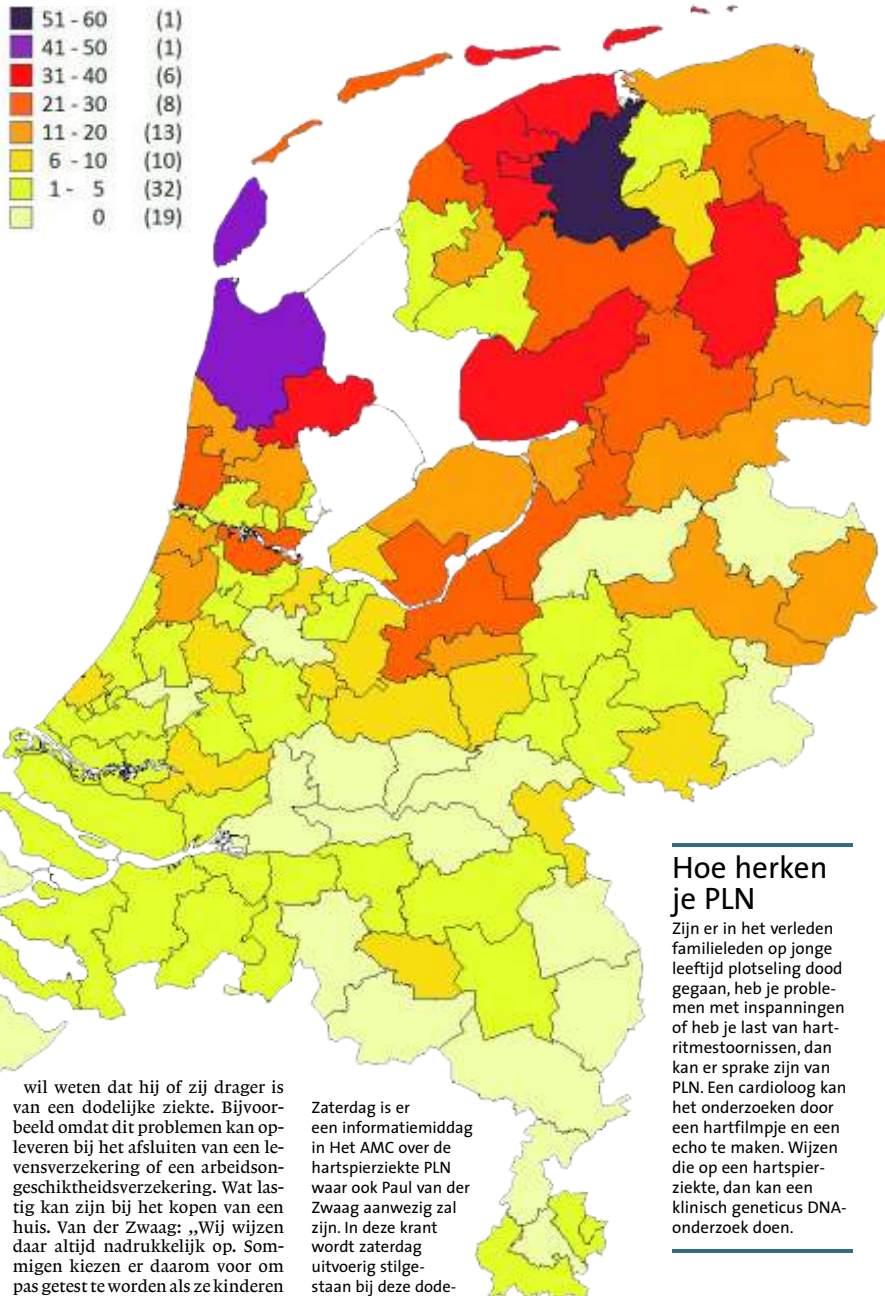 51 - 60 (1)
41 - 50 (1)
31 - 40 (6)
21 - 30 (8)
11 - 20 (13)
6 - 10 (10)
1 - 5 (32)
0 (19)
wil weten dat hij of zij drager is
van een dodelijke ziekte. Bijvoor-
beeld omdat dit problemen kan op-
leveren bij het afsluiten van een le-
vensverzekering of een arbeidson-
geschiktheidsverzekering. Wat las-
tig kan zijn bij het kopen van een
huis. Van der Zwaag: „Wij wijzen
daar altijd nadrukkelijk op. Som-
migen kiezen er daarom voor om
pas getest te worden als ze kinderen
Zaterdag is er
een informatiemiddag
in Het AMC over de
hartspierziekte PLN
waar ook Paul van der
Zwaag aanwezig zal
zijn. In deze krant
wordt zaterdag
uitvoerig stilge-
staan bij deze dode-
Hoe herken
je PLN
Zijn er in het verleden
familieleden op jonge
leeftijd plotseling dood
gegaan, heb je proble-
men met inspanningen
of heb je last van hart-
ritmestoornissen, dan
kan er sprake zijn van
PLN. Een cardioloog kan
het onderzoeken door
een hartfilmpje en een
echo te maken. Wijzen
die op een hartspier-
ziekte, dan kan een
klinisch geneticus DNA-
onderzoek doen.